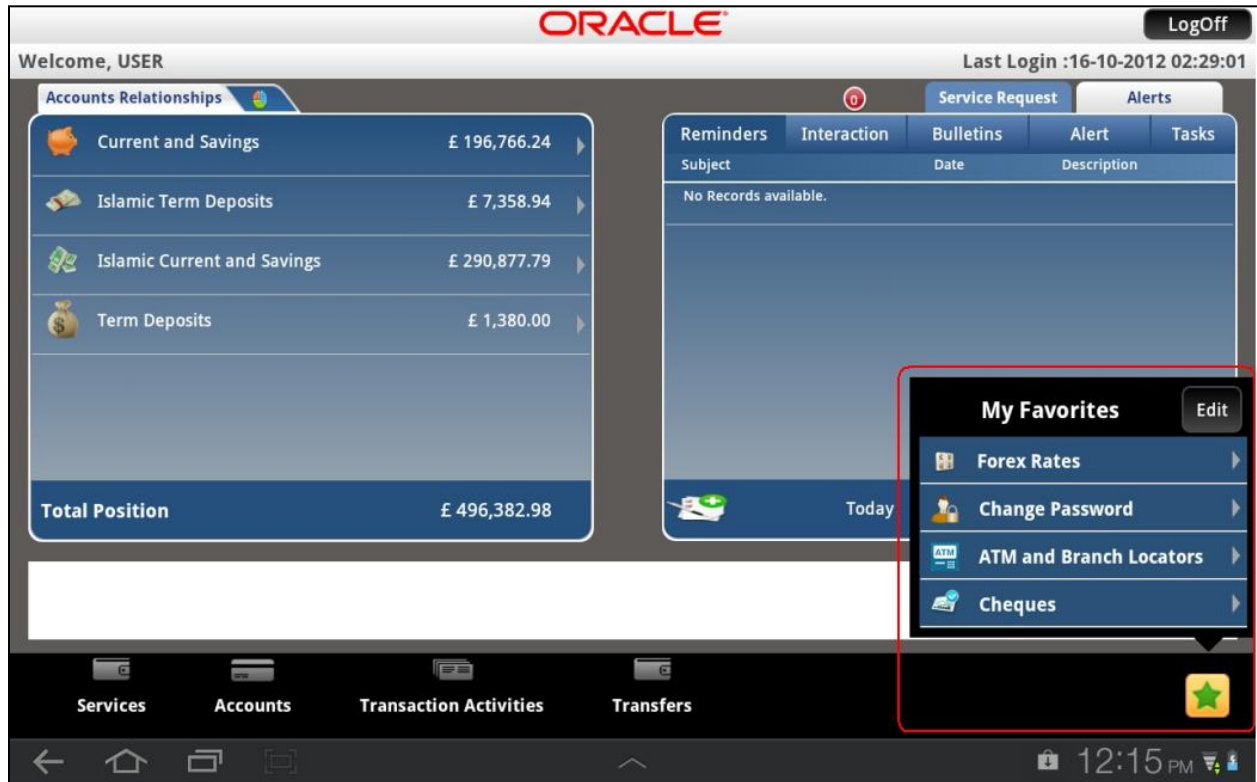 ORACLE
LogOff
Welcome, USER
Last Login :16-10-2012 02:29:01
Accounts Relationships
0
Service Request
Alerts
Current and Savings £ 196,766.24
Islamic Term Deposits £ 7,358.94
Islamic Current and Savings £ 290,877.79
Term Deposits £ 1,380.00
Total Position £ 496,382.98
Reminders Interaction Bulletins Alert Tasks
Subject Date Description
No Records available.
Today
My Favorites
Edit
Forex Rates
Change Password
ATM
ATM and Branch Locators
Cheques
Services Accounts Transaction Activities Transfers
12:15 PM